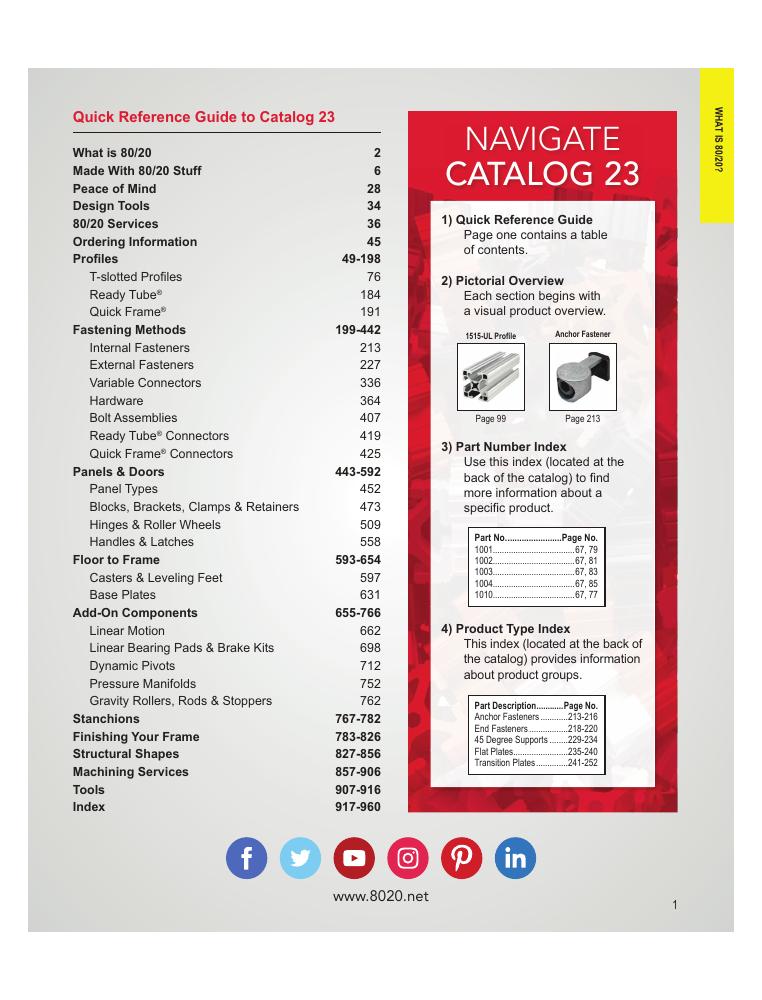 WHAT IS 80/20?
Quick Reference Guide to Catalog 23
What is 80/20 2
Made With 80/20 Stuff 6
Peace of Mind 28
Design Tools 34
80/20 Services 36
Ordering Information 45
Profiles 49-198
T-slotted Profiles 76
Ready Tube® 184
Quick Frame® 191
Fastening Methods 199-442
Internal Fasteners 213
External Fasteners 227
Variable Connectors 336
Hardware 364
Bolt Assemblies 407
Ready Tube® Connectors 419
Quick Frame® Connectors 425
Panels & Doors 443-592
Panel Types 452
Blocks, Brackets, Clamps & Retainers 473
Hinges & Roller Wheels 509
Handles & Latches 558
Floor to Frame 593-654
Casters & Leveling Feet 597
Base Plates 631
Add-On Components 655-766
Linear Motion 662
Linear Bearing Pads & Brake Kits 698
Dynamic Pivots 712
Pressure Manifolds 752
Gravity Rollers, Rods & Stoppers 762
Stanchions 767-782
Finishing Your Frame 783-826
Structural Shapes 827-856
Machining Services 857-906
Tools 907-916
Index 917-960
NAVIGATE
CATALOG 23
1) Quick Reference Guide
Page one contains a table
of contents.
2) Pictorial Overview
Each section begins with
a visual product overview.
1515-UL Profile Anchor Fastener
Page 99 Page 213
3) Part Number Index
Use this index (located at the
back of the catalog) to find
more information about a
specific product.
Part No.......................Page No.
1001..............................67, 79
1002..............................67, 81
1003..............................67, 83
1004..............................67, 85
1010..............................67, 77
4) Product Type Index
This index (located at the back of
the catalog) provides information
about product groups.
Part Description...........Page No.
Anchor Fasteners ..........213-216
End Fasteners...............218-220
45 Degree Supports .......229-234
Flat Plates....................235-240
Transition Plates............241-252
www.8020.net
1